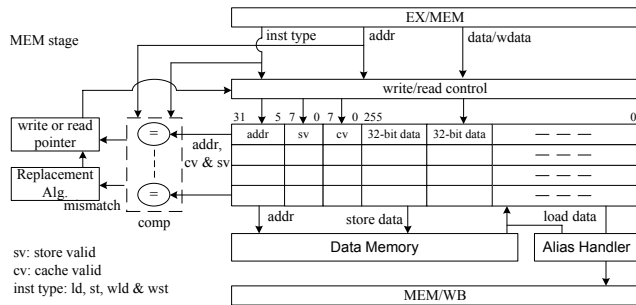 EX/MEM
MEM stage
inst type
addr
data/wdata
write/read control
31 5 7 0 7 0 255 0
write or read
pointer
=
addr,
cv & sv
addr sv cv 32-bit data 32-bit data
Replacement
Alg.
mismatch
=
comp
addr
store data
load data
sv: store valid
cv: cache valid
inst type: ld, st, wld & wst
Data Memory
Alias Handler
MEM/WB